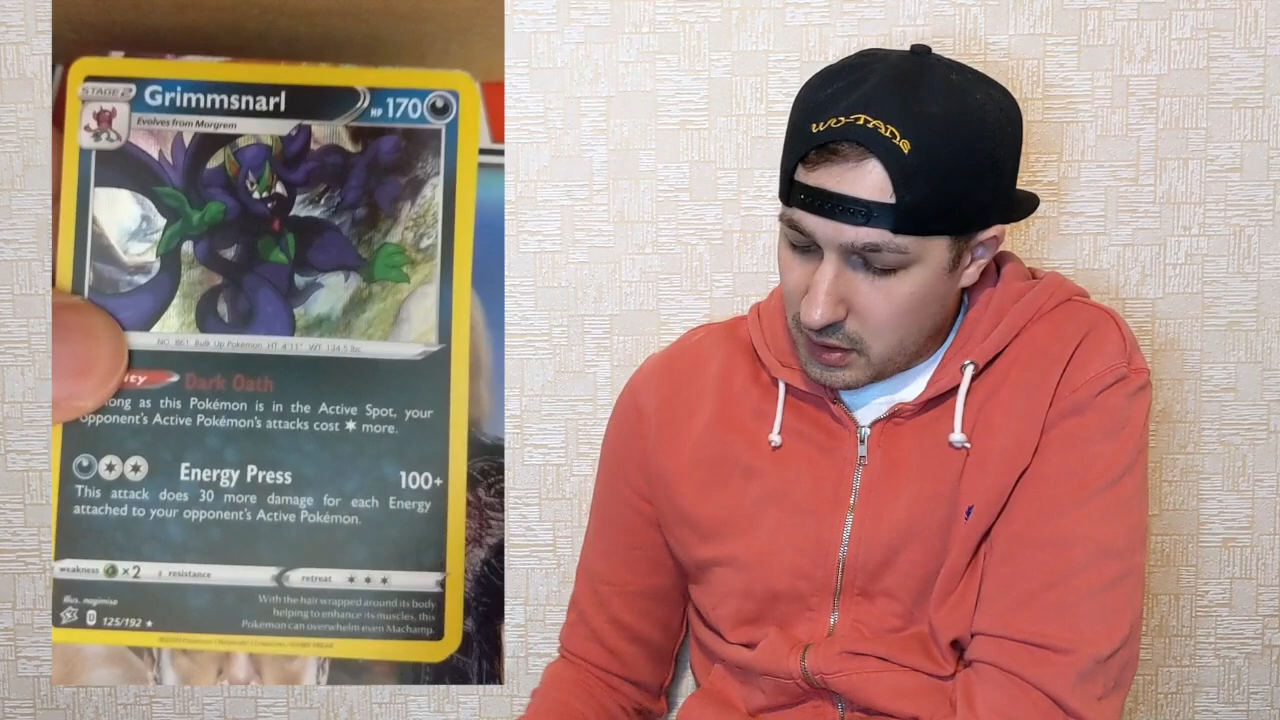 STAGE 2
Grimmsnarl
HP 170
Evolves from Morgrem
WU-TANG
NO. 861 Bulk Up Pokémon HT 4'11" WT 134.5 lbs.
Dark Oath
long as this Pokémon is in the Active Spot, your
opponent's Active Pokémon's attacks cost more.
Energy Press 100+
This attack does 30 more damage for each Energy
attached to your opponent's Active Pokémon.
weakness ×2 resistance retreat
Illus. nagimiso
With the hair wrapped around its body
helping to enhance its muscles, this
Pokémon can overwhelm even Machamp.
125/192 ★